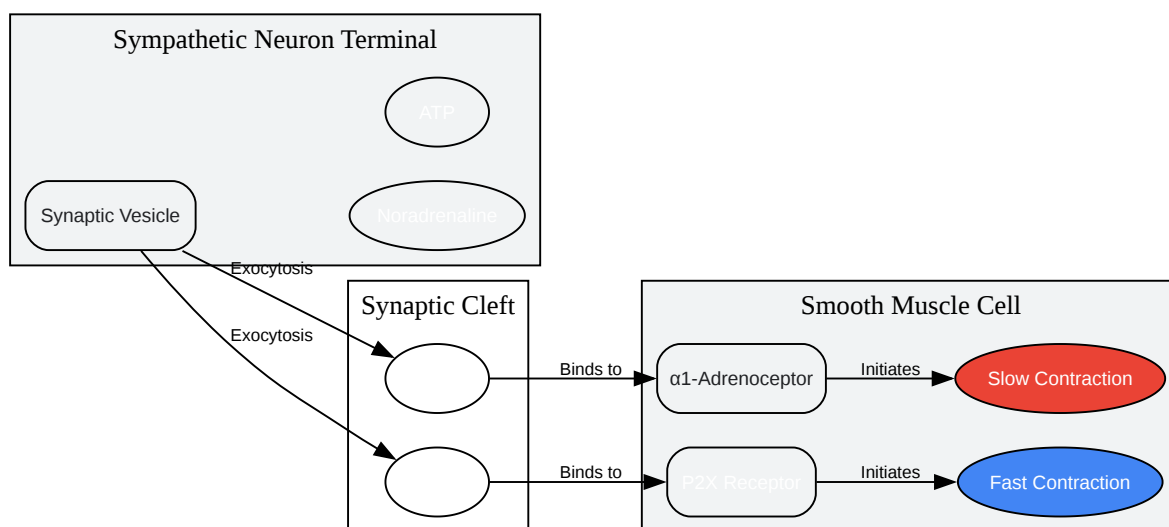 Sympathetic Neuron Terminal
ATP
Synaptic Vesicle
Noradrenaline
Exocytosis
Synaptic Cleft
Smooth Muscle Cell
Exocytosis
Binds to
α1-Adrenoceptor
Initiates
Slow Contraction
Binds to
P2X Receptor
Initiates
Fast Contraction